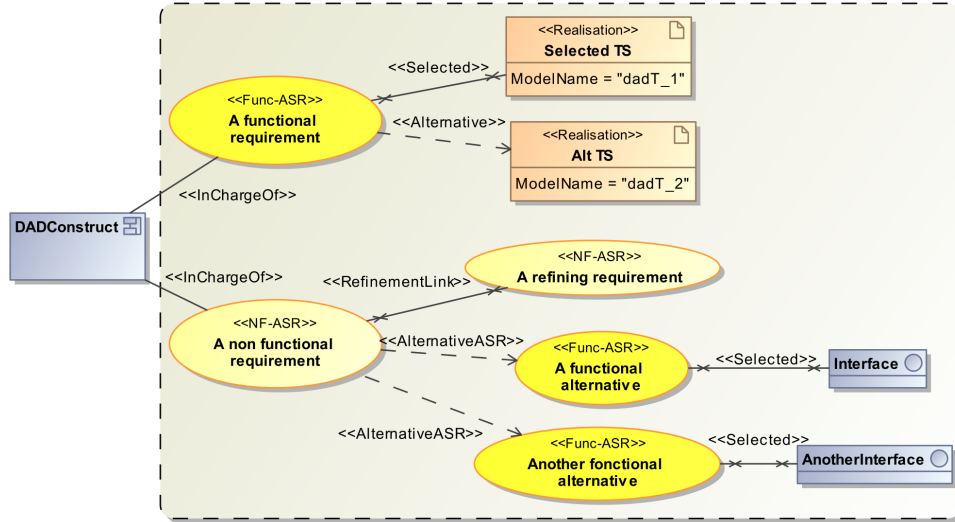 <<Realisation>>
Selected TS
ModelName = "dadT_1"
<<Selected>>
<<Func-ASR>>
A functional
requirement
<<Alternative>>
<<Realisation>>
Alt TS
ModelName = "dadT_2"
<<InChargeOf>>
DADConstruct
<<InChargeOf>>
<<RefinementLink>>
<<NF-ASR>>
A refining requirement
<<NF-ASR>>
A non functional
requirement
<<AlternativeASR>>
<<Func-ASR>>
A functional
alternative
<<Selected>>
Interface
<<AlternativeASR>>
<<Func-ASR>>
Another fonctional
alternative
<<Selected>>
AnotherInterface